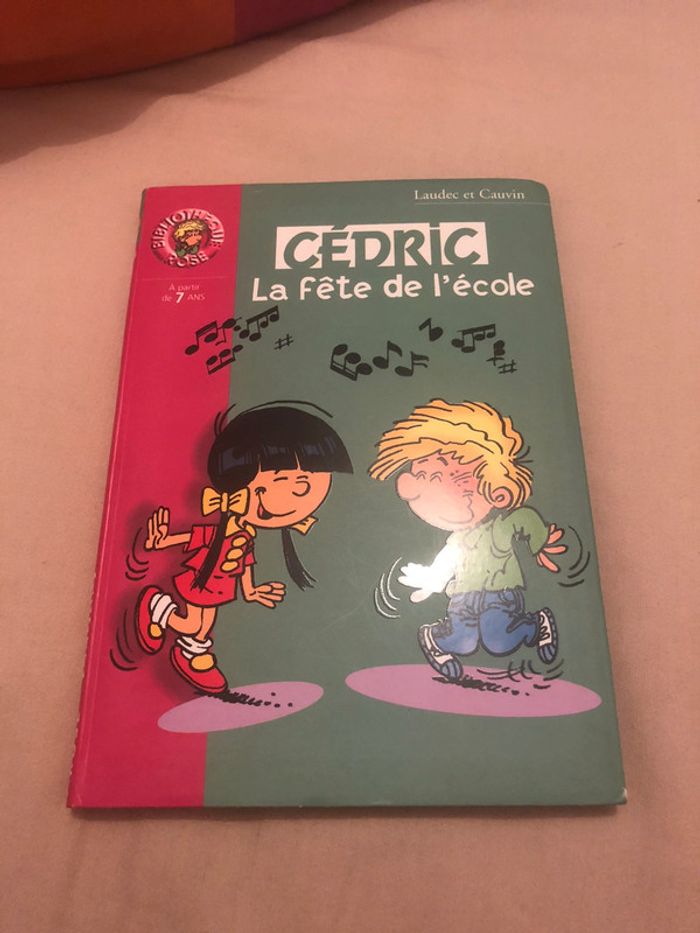 Laudec et Cauvin
BIBLIOTHÈQUE
ROSE
À partir
de 7 ANS
CÉDRIC
La fête de l'école